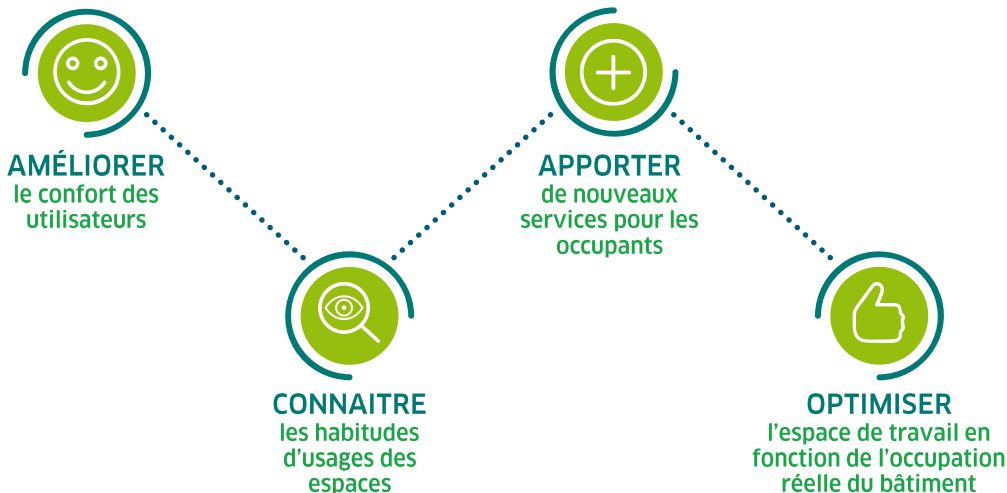 AMÉLIORER
le confort des
utilisateurs
CONNAITRE
les habitudes
d'usages des
espaces
APPORTER
de nouveaux
services pour les
occupants
OPTIMISER
l'espace de travail en
fonction de l'occupation
réelle du bâtiment